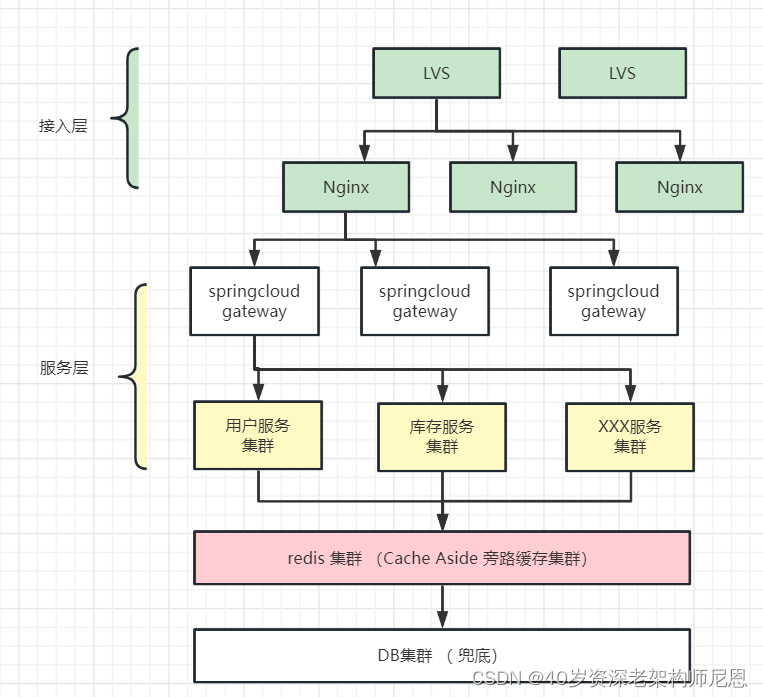 LVS
LVS
接入层
Nginx
Nginx
Nginx
springcloud
gateway
springcloud
gateway
springcloud
gateway
服务层
用户服务
集群
库存服务
集群
XXX服务
集群
redis 集群 （Cache Aside 旁路缓存集群）
DB集群 （ 兜底）
CSDN @40岁资深老架构师尼恩